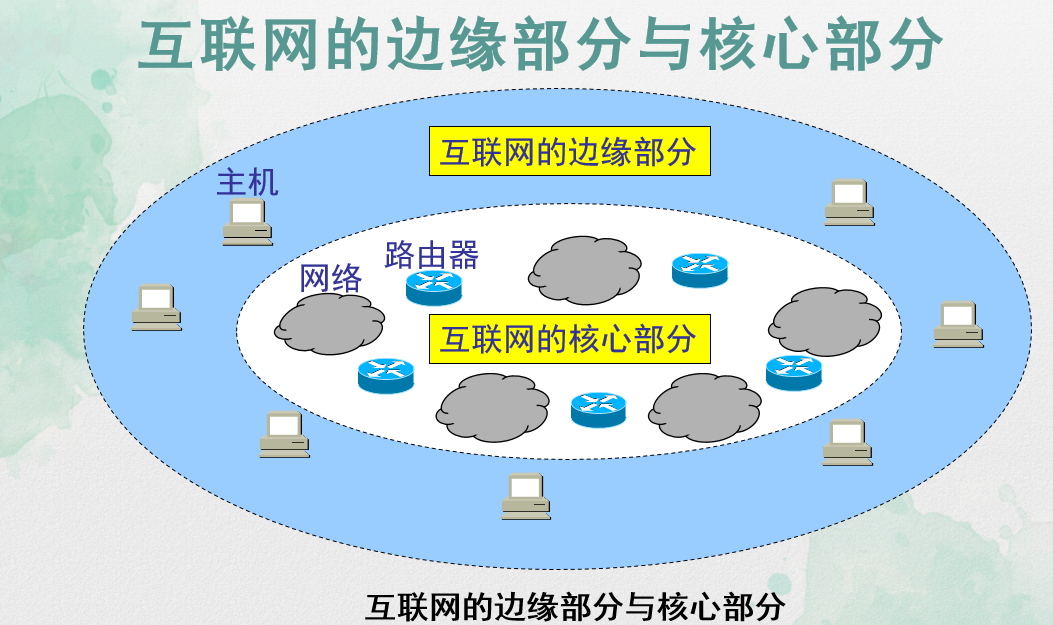 互联网的边缘部分与核心部分
互联网的边缘部分
主机
路由器
网络
互联网的核心部分
互联网的边缘部分与核心部分